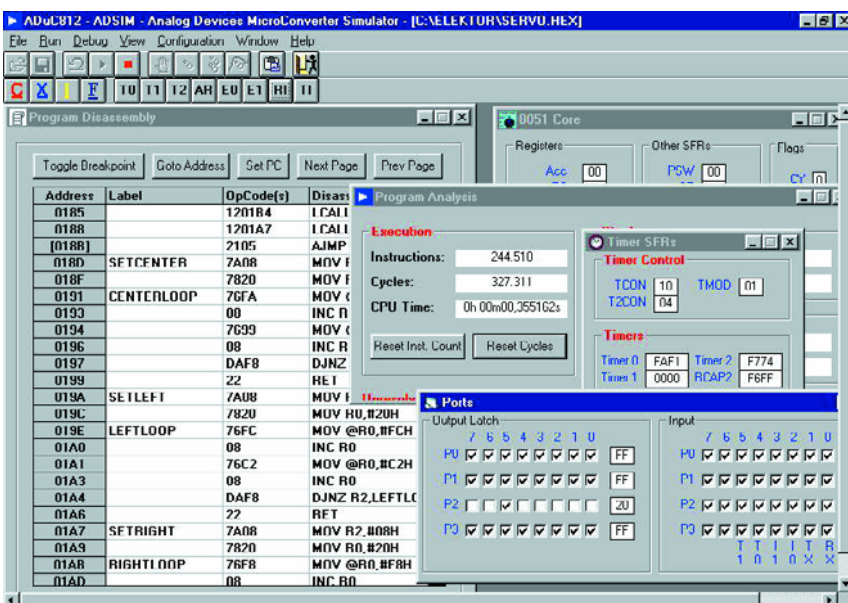 ADuC812 - ADSIM - Analog Devices MicroConverter Simulator - [C:\ELEKTOR\SERVO.HEX]
File Run Debug View Configuration Window Help
T0 T1 T2 AH E0 E1 RI TI
Program Disassembly
Toggle Breakpoint Goto Address Set PC Next Page Prev Page
Address Label OpCode(s) Disass
0185 1201B4 LCALL
0188 1201A7 LCALL
[018B] 2105 AJMP
018D SETCENTER 7A08 MOV
018F 7820 MOV
0191 CENTERLOOP 76FA MOV
0193 08 INC R
0194 7699 MOV
0196 08 INC R
0197 DAF8 DJNZ
0199 22 RET
019A SETLEFT 7A08 MOV
019C 7820 MOV R0,#20H
019E LEFTLOOP 76FC MOV @R0,#FCH
01A0 08 INC R0
01A1 76C2 MOV @R0,#C2H
01A3 08 INC R0
01A4 DAF8 DJNZ R2,LEFTLO
01A6 22 RET
01A7 SETRIGHT 7A08 MOV R2,#08H
01A9 7820 MOV R0,#20H
01AB RIGHTLOOP 76F8 MOV @R0,#F8H
01AD 08 INC R0
8051 Core
Registers Other SFRs Flags
Acc 00 PSW 00 CY 0
Program Analysis
Execution
Instructions: 244.510
Cycles: 327.311
CPU Time: 0h 00m00,355162s
Reset Inst. Count Reset Cycles
Timer SFRs
Timer Control
TCON 10 TMOD 01
T2CON 04
Timers
Timer 0 FAF1 Timer 2 F774
Timer 1 0000 RCAP2 F6FF
Ports
Output Latch Input
7 6 5 4 3 2 1 0 7 6 5 4 3 2 1 0
P0 FF P0
P1 FF P1
P2 20 P2
P3 FF P3
T T I I T R
1 0 1 0 X X